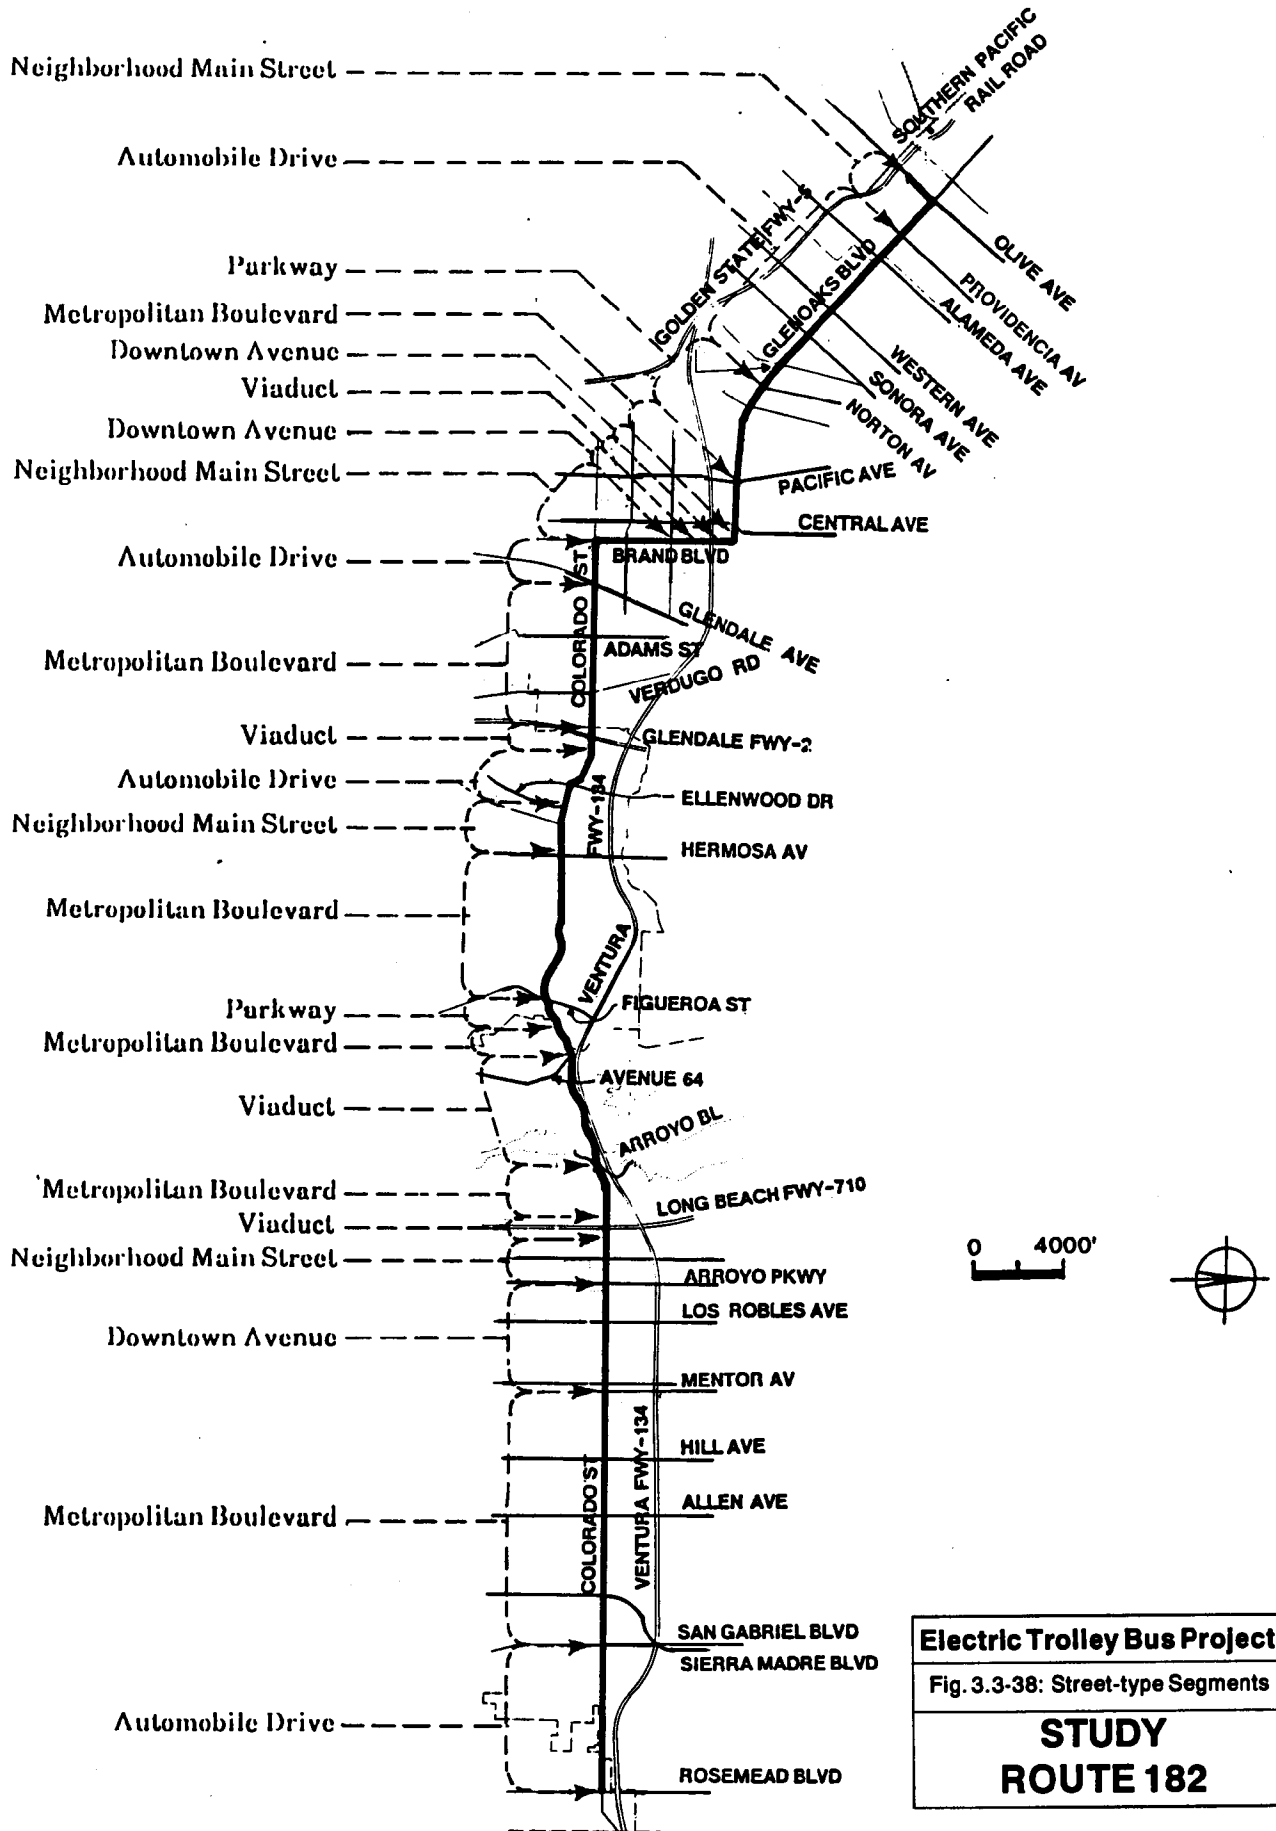 Neighborhood Main Street
Automobile Drive
Parkway
Metropolitan Boulevard
Downtown Avenue
Viaduct
Downtown Avenue
Neighborhood Main Street
Automobile Drive
Metropolitan Boulevard
Viaduct
Automobile Drive
Neighborhood Main Street
Metropolitan Boulevard
Parkway
Metropolitan Boulevard
Viaduct
Metropolitan Boulevard
Viaduct
Neighborhood Main Street
Downtown Avenue
Metropolitan Boulevard
Automobile Drive
SOUTHERN PACIFIC
RAIL ROAD
GOLDEN STATE FWY-5
GLENOAKS BLVD
OLIVE AVE
PROVIDENCIA AV
ALAMEDA AVE
WESTERN AVE
SONORA AVE
NORTON AV
PACIFIC AVE
CENTRAL AVE
BRAND BLVD
COLORADO ST
GLENDALE AVE
ADAMS ST
VERDUGO RD
GLENDALE FWY-2
FWY-134
ELLENWOOD DR
HERMOSA AV
VENTURA
FIGUEROA ST
AVENUE 64
ARROYO BL
LONG BEACH FWY-710
ARROYO PKWY
LOS ROBLES AVE
MENTOR AV
HILL AVE
ALLEN AVE
COLORADO ST
VENTURA FWY-134
SAN GABRIEL BLVD
SIERRA MADRE BLVD
ROSEMEAD BLVD
0 4000'
Electric Trolley Bus Project
Fig. 3.3-38: Street-type Segments
STUDY
ROUTE 182